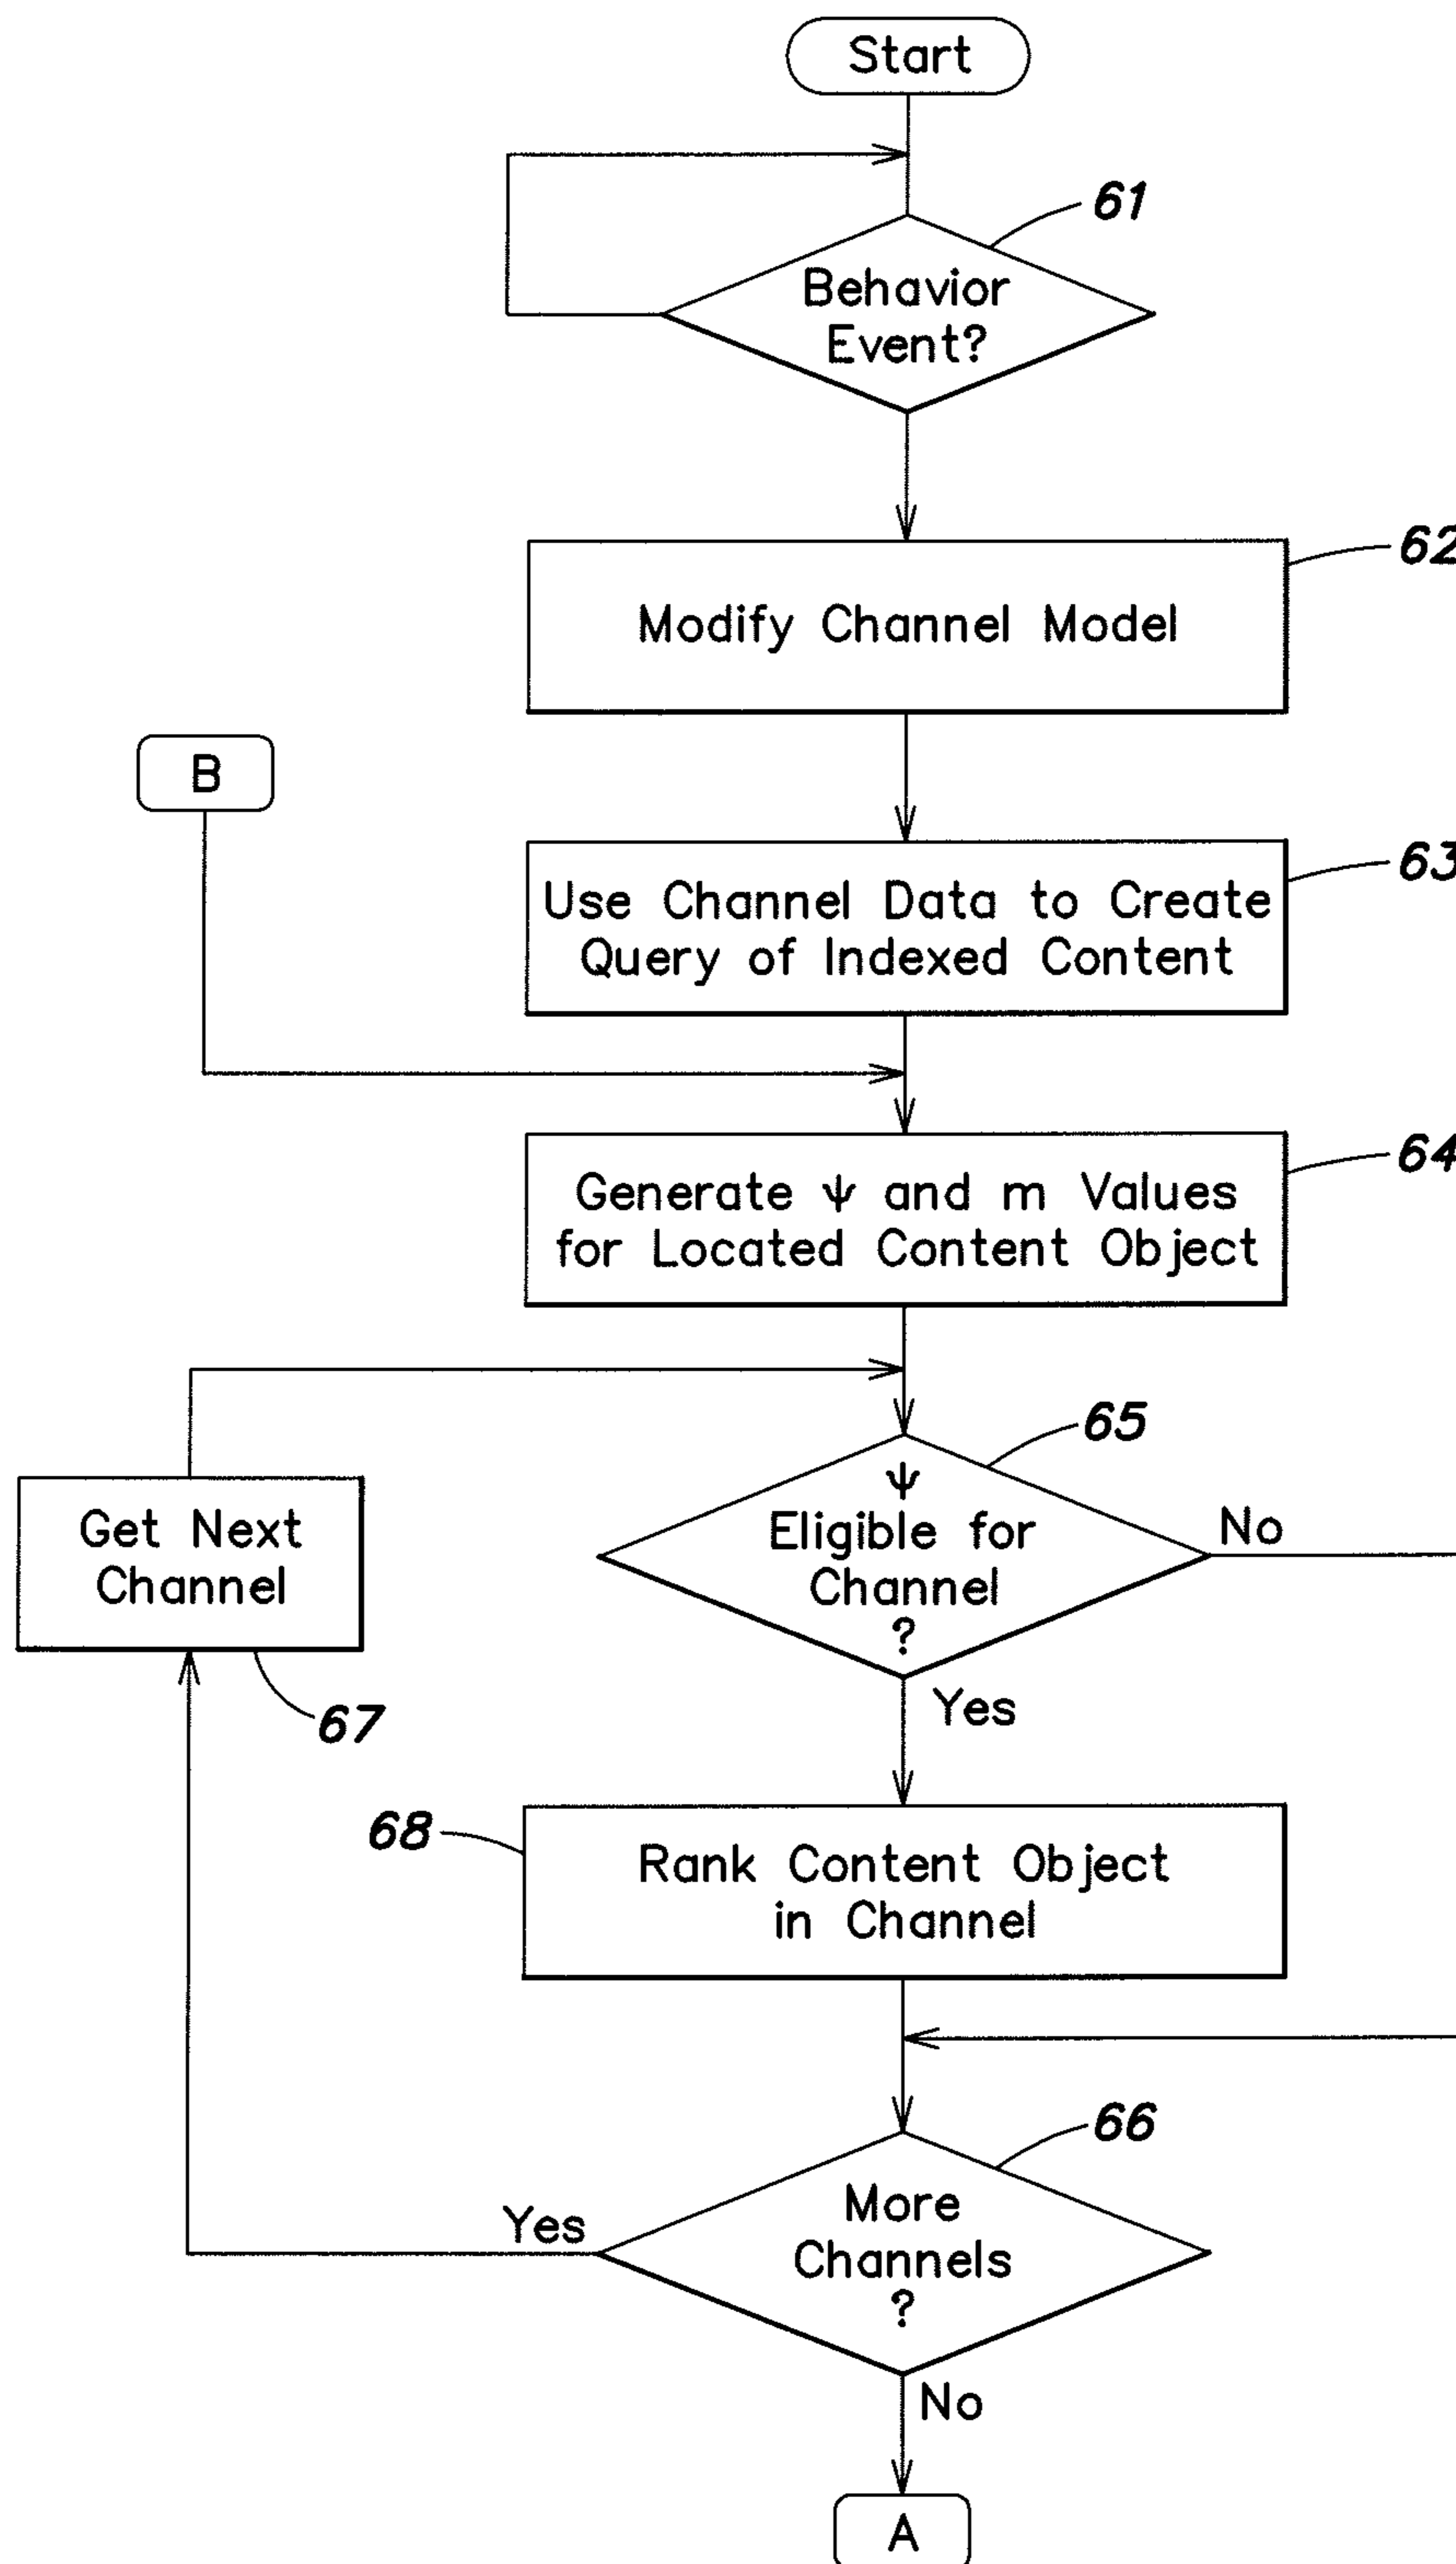 Start
61
Behavior
Event?
62
Modify Channel Model
B
63
Use Channel Data to Create
Query of Indexed Content
64
Generate ψ and m Values
for Located Content Object
65
ψ
Eligible for
Channel
?
No
Get Next
Channel
67
Yes
68
Rank Content Object
in Channel
66
More
Channels
?
Yes
No
A